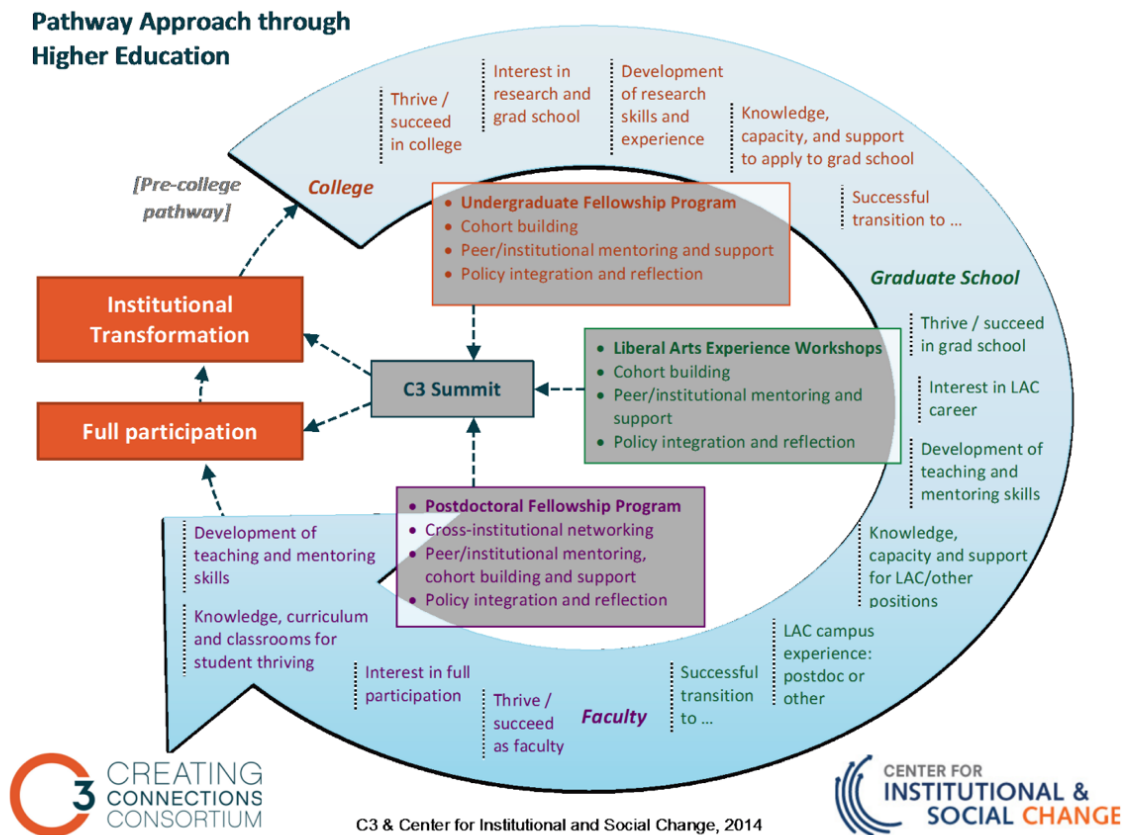 Pathway Approach through
Higher Education
Thrive /
succeed
in college
Interest in
research and
grad school
Development
of research
skills and
experience
Knowledge,
capacity, and support
to apply to grad school
Successful
transition to ...
[Pre-college
pathway]
College
• Undergraduate Fellowship Program
• Cohort building
• Peer/institutional mentoring and support
• Policy integration and reflection
Graduate School
Institutional
Transformation
Thrive / succeed
in grad school
• Liberal Arts Experience Workshops
• Cohort building
• Peer/institutional mentoring and
support
• Policy integration and reflection
C3 Summit
Interest in LAC
career
Full participation
Development of
teaching and
mentoring skills
• Postdoctoral Fellowship Program
• Cross-institutional networking
• Peer/institutional mentoring,
cohort building and support
• Policy integration and reflection
Knowledge,
capacity and support
for LAC/other
positions
Development of
teaching and mentoring
skills
Knowledge, curriculum
and classrooms for
student thriving
LAC campus
experience:
postdoc or
other
Successful
transition
to ...
Interest in full
participation
Thrive /
succeed
as faculty
Faculty
C3 CREATING
CONNECTIONS
CONSORTIUM
C3 & Center for Institutional and Social Change, 2014
CENTER FOR
INSTITUTIONAL &
SOCIAL CHANGE